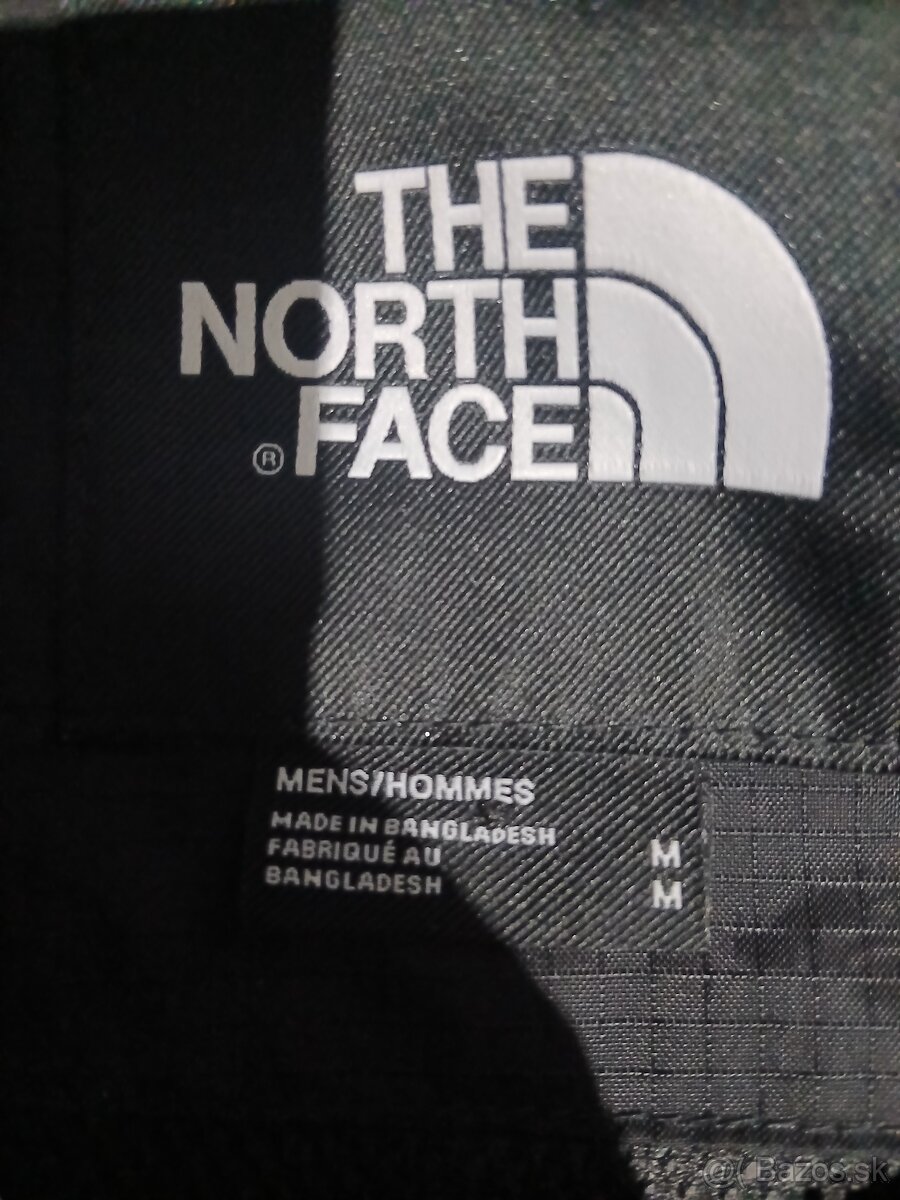 THE
NORTH
® FACE
MENS/HOMMES
MADE IN BANGLADESH
FABRIQUÉ AU M
BANGLADESH M
Bazos.sk